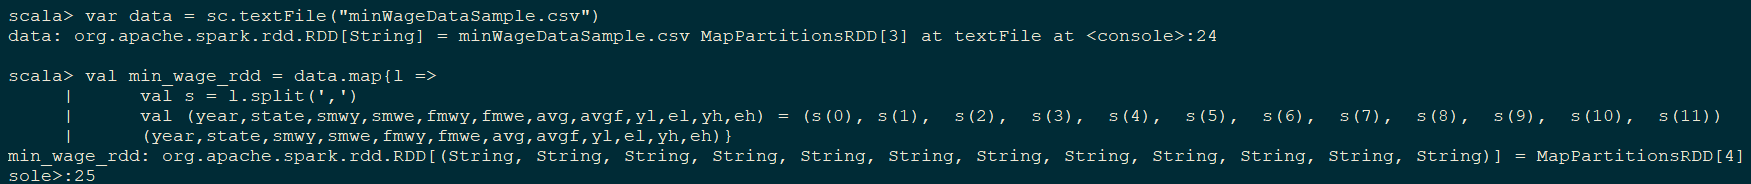 scala> var data = sc.textFile("minWageDataSample.csv")
data: org.apache.spark.rdd.RDD[String] = minWageDataSample.csv MapPartitionsRDD[3] at textFile at <console>:24
scala> val min_wage_rdd = data.map{l =>
     |      val s = l.split(',')
     |      val (year,state,smwy,smwe,fmwy,fmwe,avg,avgf,yl,el,yh,eh) = (s(0), s(1),  s(2),  s(3),  s(4),  s(5),  s(6),  s(7),  s(8),  s(9),  s(10),  s(11))
     |      (year,state,smwy,smwe,fmwy,fmwe,avg,avgf,yl,el,yh,eh)}
min_wage_rdd: org.apache.spark.rdd.RDD[(String, String, String, String, String, String, String, String, String, String, String, String)] = MapPartitionsRDD[4]
sole>:25